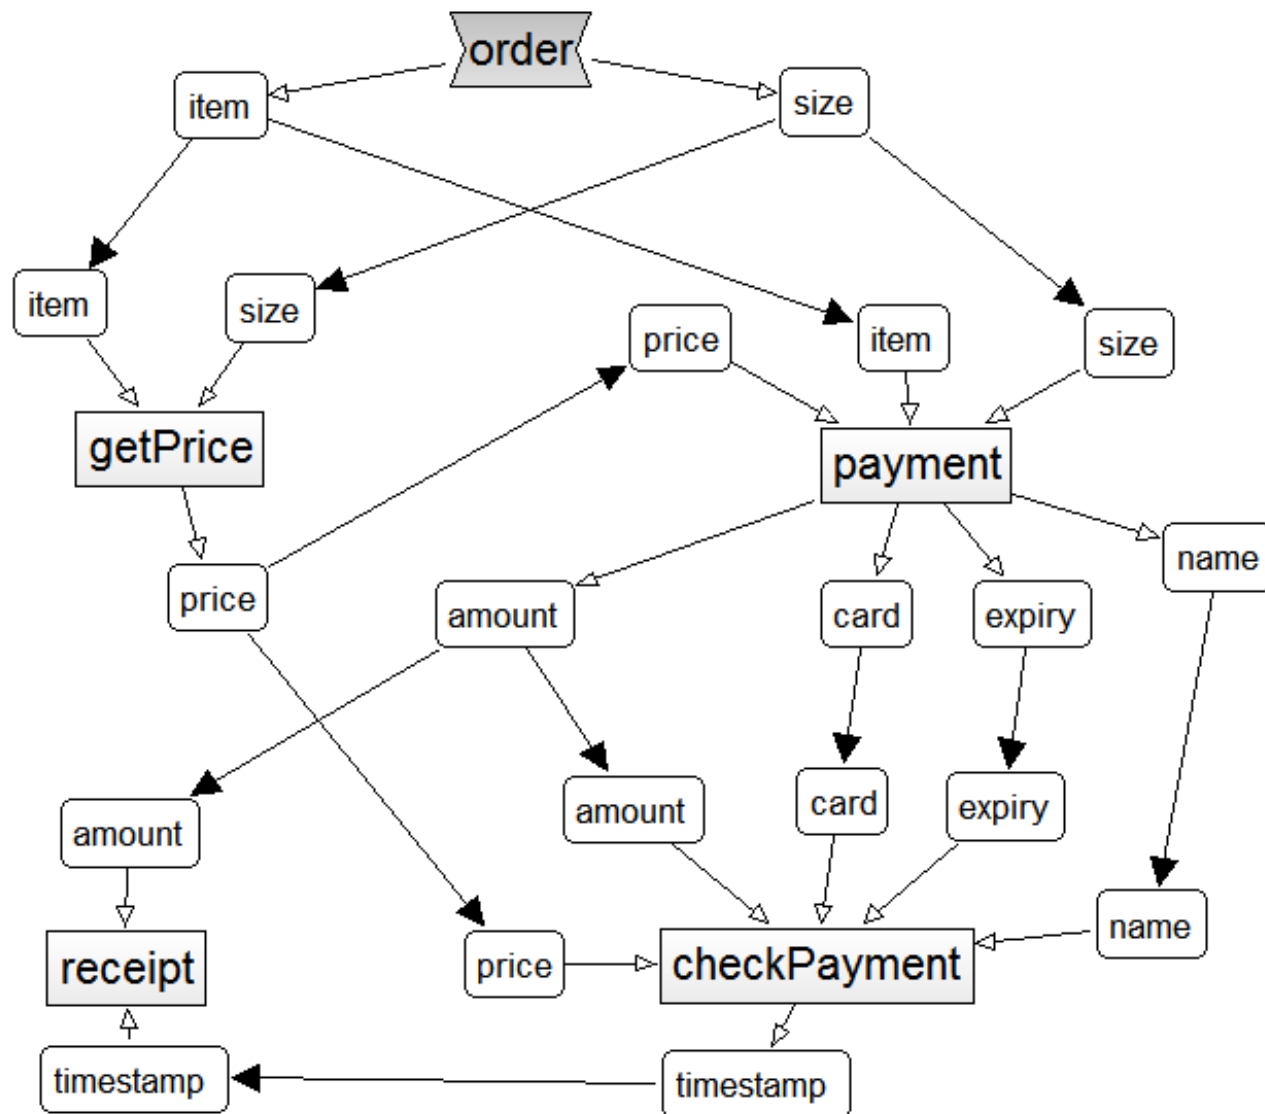 order
item
size
item
size
price
item
size
getPrice
payment
name
price
amount
card
expiry
amount
amount
card
expiry
name
receipt
price
checkPayment
timestamp
timestamp